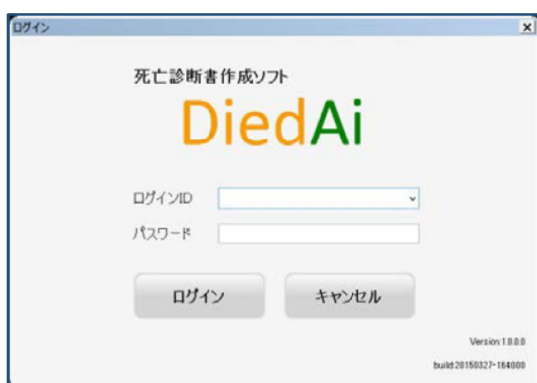 ログイン
死亡診断書作成ソフト
DiedAi
ログインID
パスワード
ログイン キャンセル
Version:1.0.0.0
build:20150327-164000